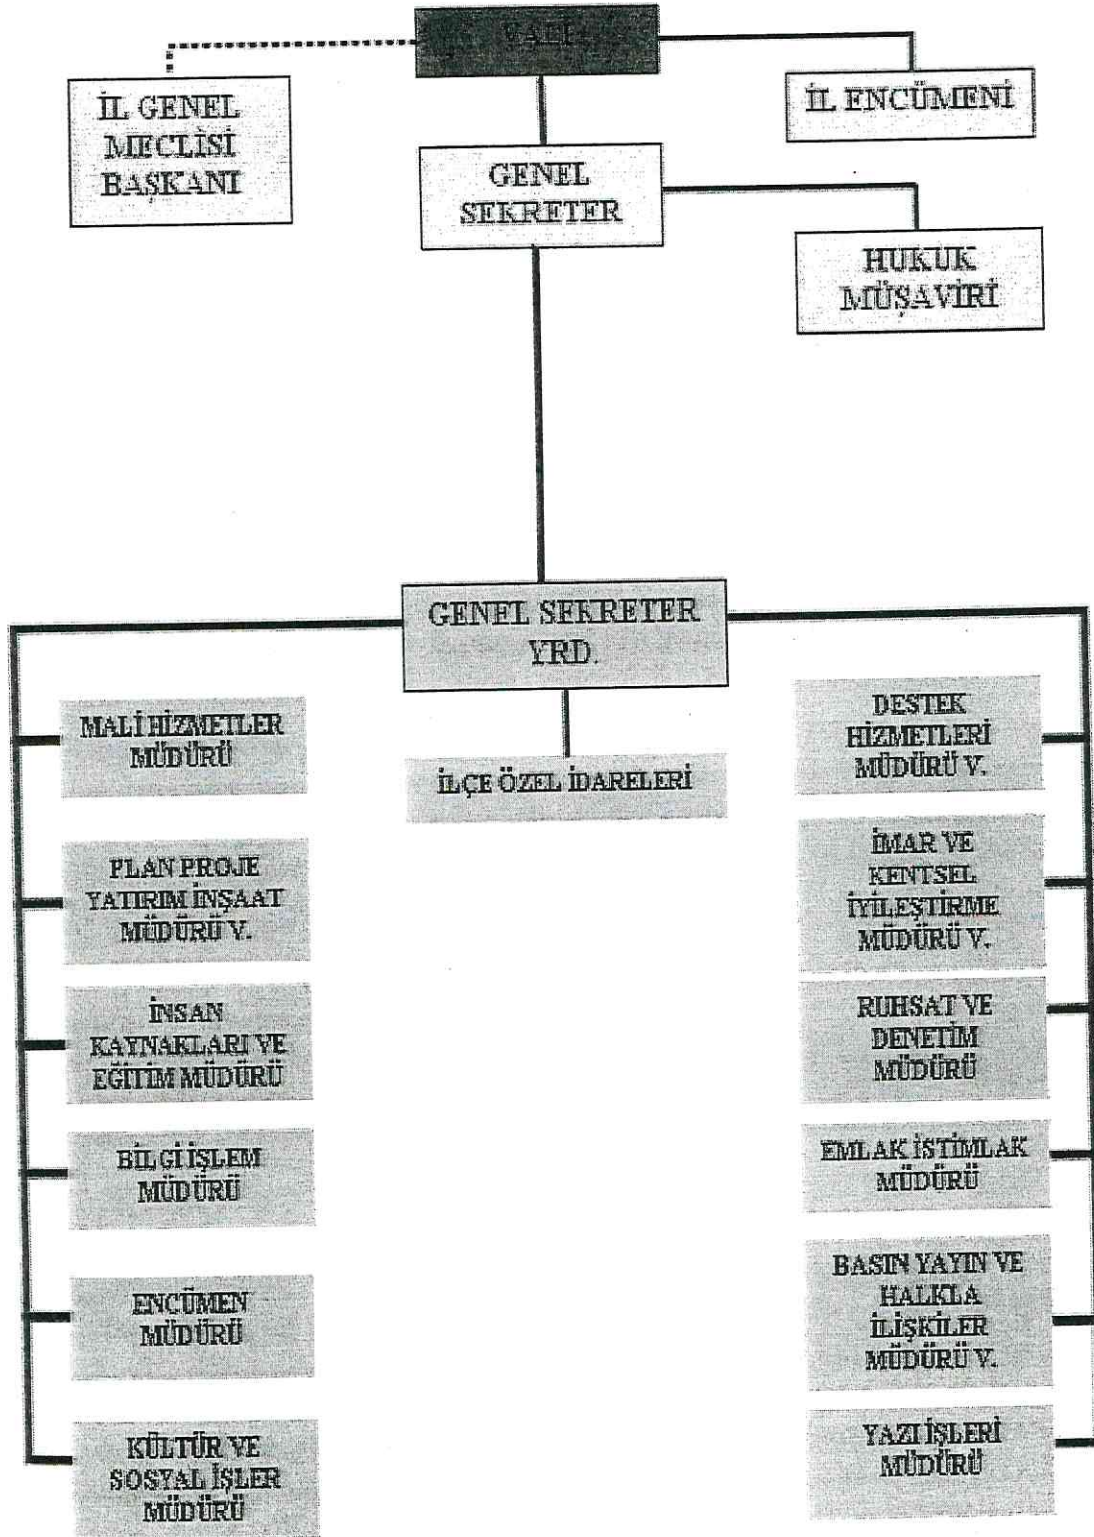 VALİ
İL GENEL
MECLİSİ
BAŞKANI
İL ENCÜMENİ
GENEL
SEKRETER
HUKUK
MÜŞAVİRİ
GENEL SEKRETER
YRD.
MALİ HİZMETLER
MÜDÜRÜ
PLAN PROJE
YATIRIM İNŞAAT
MÜDÜRÜ V.
İNSAN
KAYNAKLARI VE
EĞİTİM MÜDÜRÜ
BİLGİ İŞLEM
MÜDÜRÜ
ENCÜMEN
MÜDÜRÜ
KÜLTÜR VE
SOSYAL İŞLER
MÜDÜRÜ
İLÇE ÖZEL İDARELERİ
DESTEK
HİZMETLERİ
MÜDÜRÜ V.
İMAR VE
KENTSEL
İYİLEŞTİRME
MÜDÜRÜ V.
RUHSAT VE
DENETİM
MÜDÜRÜ
EMLAK İSTİMLAK
MÜDÜRÜ
BASIN YAYIN VE
HALKLA
İLİŞKİLER
MÜDÜRÜ V.
YAZI İŞLERİ
MÜDÜRÜ